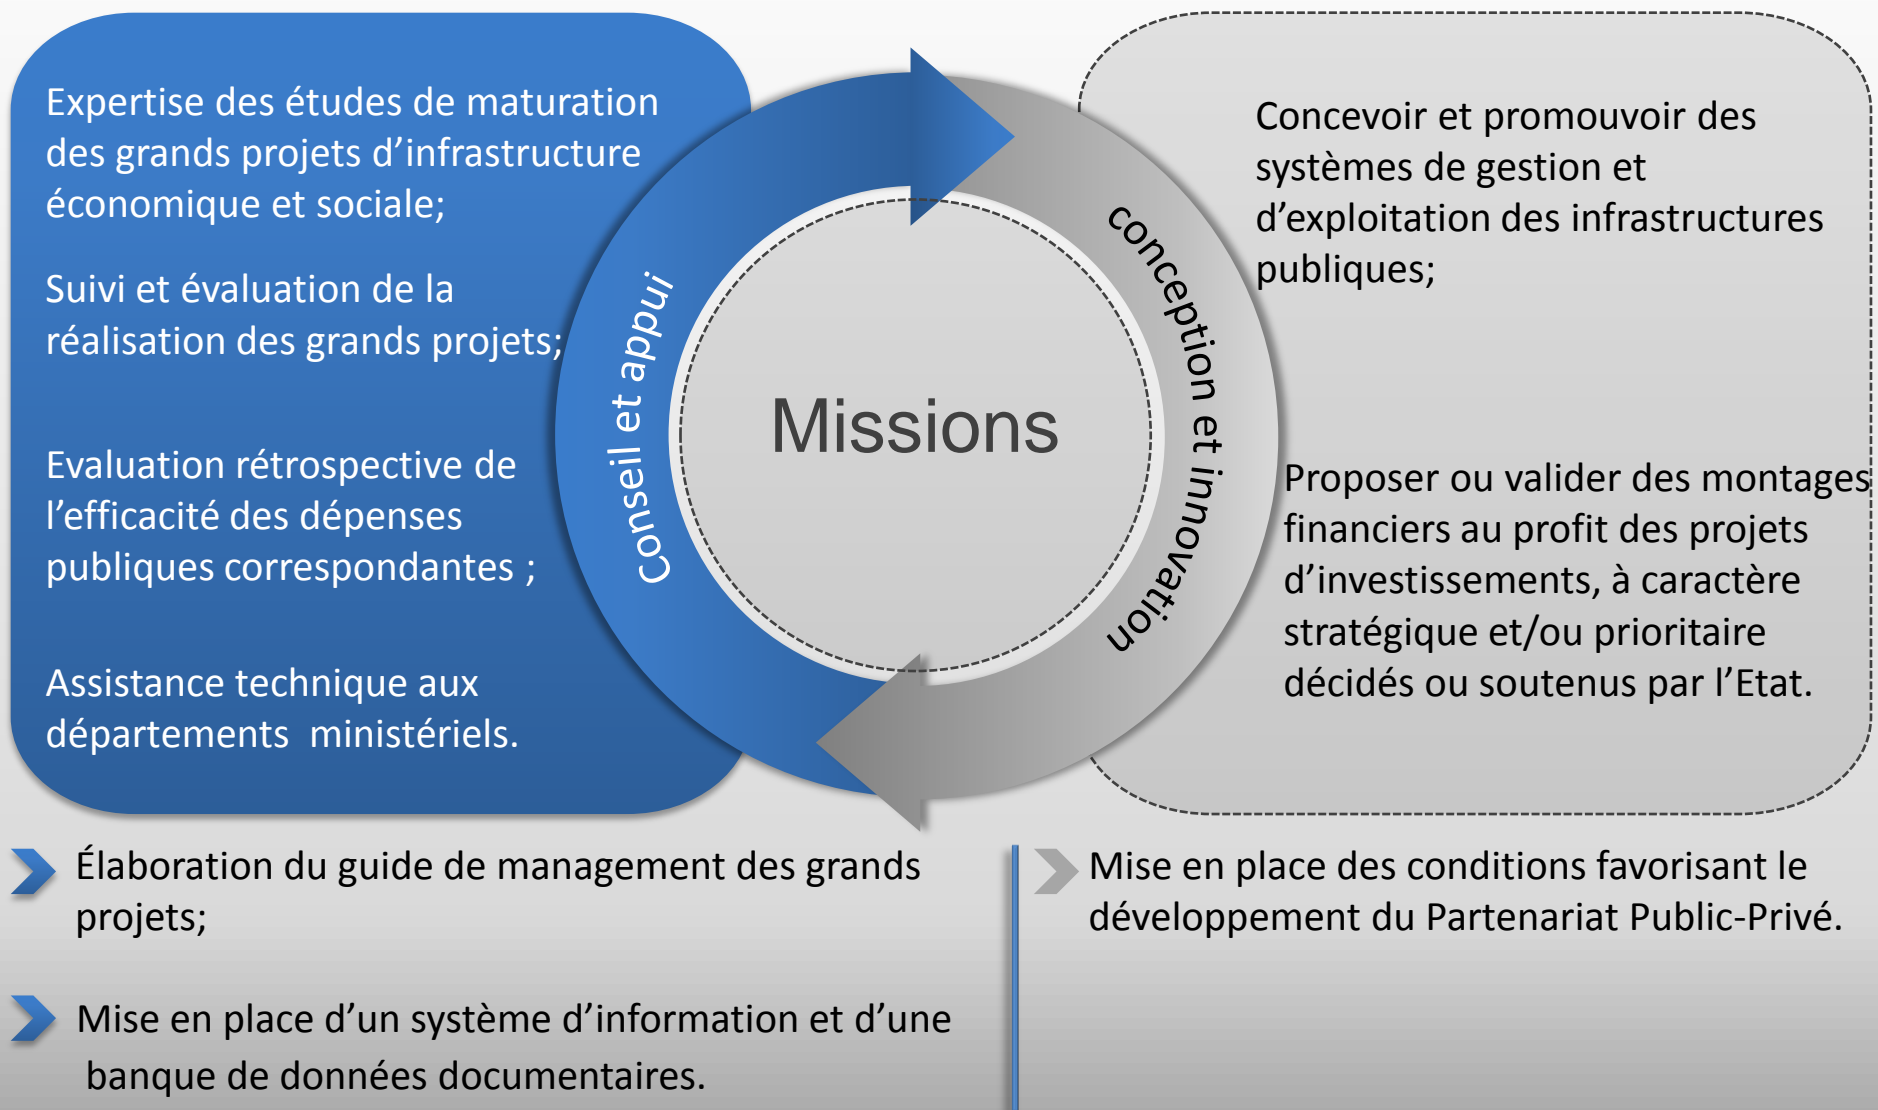 Expertise des études de maturation
des grands projets d’infrastructure
économique et sociale;
Suivi et évaluation de la
réalisation des grands projets;
Evaluation rétrospective de
l’efficacité des dépenses
publiques correspondantes ;
Assistance technique aux
départements  ministériels.
Conseil et appui
Missions
conception et innovation
Concevoir et promouvoir des
systèmes de gestion et
d’exploitation des infrastructures
publiques;
Proposer ou valider des montages
financiers au profit des projets
d’investissements, à caractère
stratégique et/ou prioritaire
décidés ou soutenus par l’Etat.
Élaboration du guide de management des grands
projets;
Mise en place d’un système d’information et d’une
banque de données documentaires.
Mise en place des conditions favorisant le
développement du Partenariat Public-Privé.